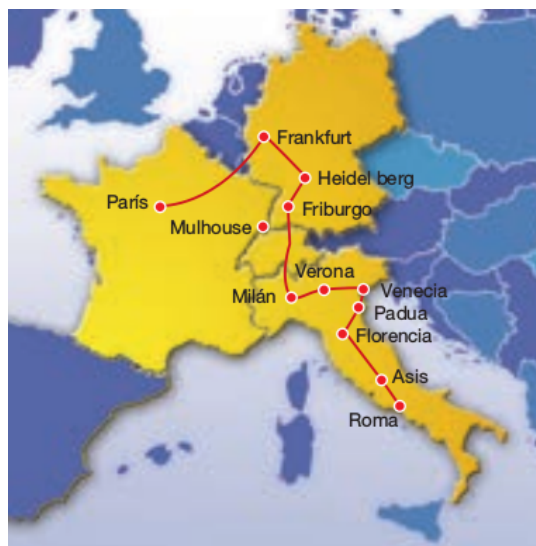 Frankfurt
Heidel berg
París
Friburgo
Mulhouse
Verona
Milán
Venecia
Padua
Florencia
Asis
Roma